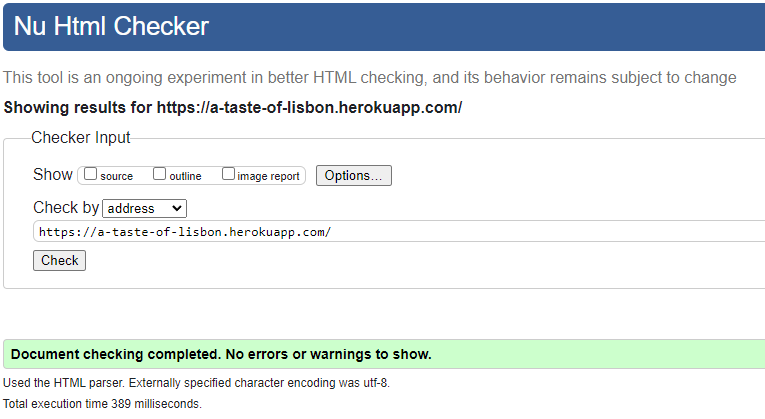 Nu Html Checker
This tool is an ongoing experiment in better HTML checking, and its behavior remains subject to change
Showing results for https://a-taste-of-lisbon.herokuapp.com/
Checker Input
Show source outline image report Options...
Check by address
https://a-taste-of-lisbon.herokuapp.com/
Check
Document checking completed. No errors or warnings to show.
Used the HTML parser. Externally specified character encoding was utf-8.
Total execution time 389 milliseconds.